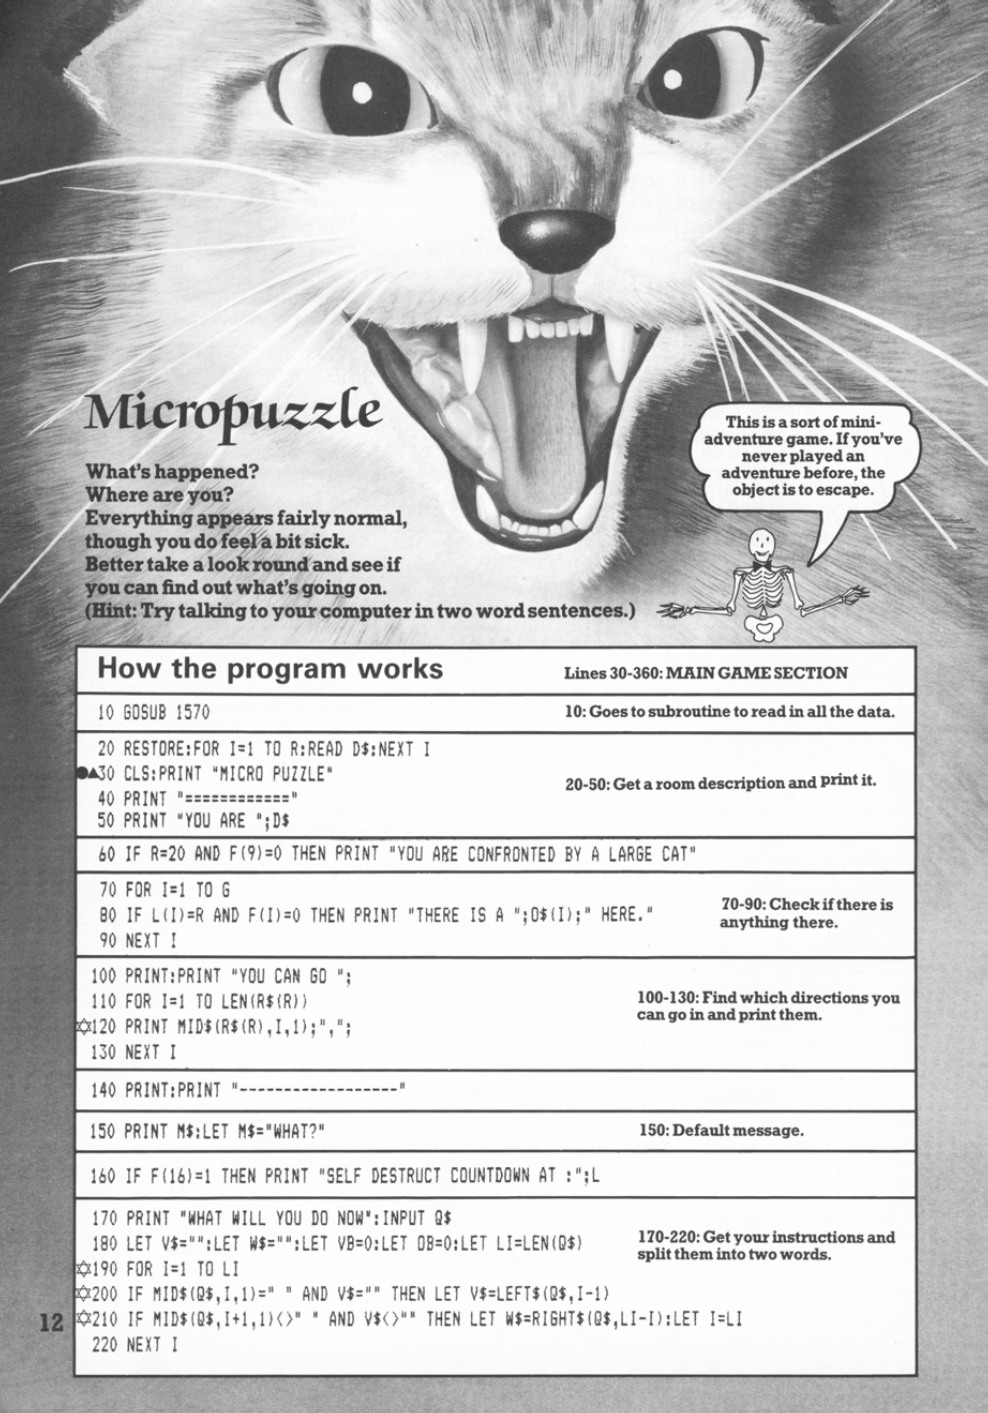 Micropuzzle
What's happened?
Where are you?
Everything appears fairly normal,
though you do feel a bit sick.
Better take a look round and see if
you can find out what's going on.
(Hint: Try talking to your computer in two word sentences.)
This is a sort of mini-
adventure game. If you've
never played an
adventure before, the
object is to escape.
How the program works
Lines 30-360: MAIN GAME SECTION
10 GOSUB 1570
10: Goes to subroutine to read in all the data.
20 RESTORE:FOR I=1 TO R:READ D$:NEXT I
●▲30 CLS:PRINT "MICRO PUZZLE"
40 PRINT "============"
50 PRINT "YOU ARE ";D$
20-50: Get a room description and print it.
60 IF R=20 AND F(9)=0 THEN PRINT "YOU ARE CONFRONTED BY A LARGE CAT"
70 FOR I=1 TO G
80 IF L(I)=R AND F(I)=0 THEN PRINT "THERE IS A ";O$(I);" HERE."
90 NEXT I
70-90: Check if there is
anything there.
100 PRINT:PRINT "YOU CAN GO ";
110 FOR I=1 TO LEN(R$(R))
✡120 PRINT MID$(R$(R),I,1);",";
130 NEXT I
100-130: Find which directions you
can go in and print them.
140 PRINT:PRINT "------------------"
150 PRINT M$:LET M$="WHAT?"
150: Default message.
160 IF F(16)=1 THEN PRINT "SELF DESTRUCT COUNTDOWN AT :";L
170 PRINT "WHAT WILL YOU DO NOW":INPUT Q$
180 LET V$="":LET W$="":LET VB=0:LET OB=0:LET LI=LEN(Q$)
✡190 FOR I=1 TO LI
✡200 IF MID$(Q$,I,1)=" " AND V$="" THEN LET V$=LEFT$(Q$,I-1)
✡210 IF MID$(Q$,I+1,1)<>" " AND V$<>"" THEN LET W$=RIGHT$(Q$,LI-I):LET I=LI
220 NEXT I
170-220: Get your instructions and
split them into two words.
12